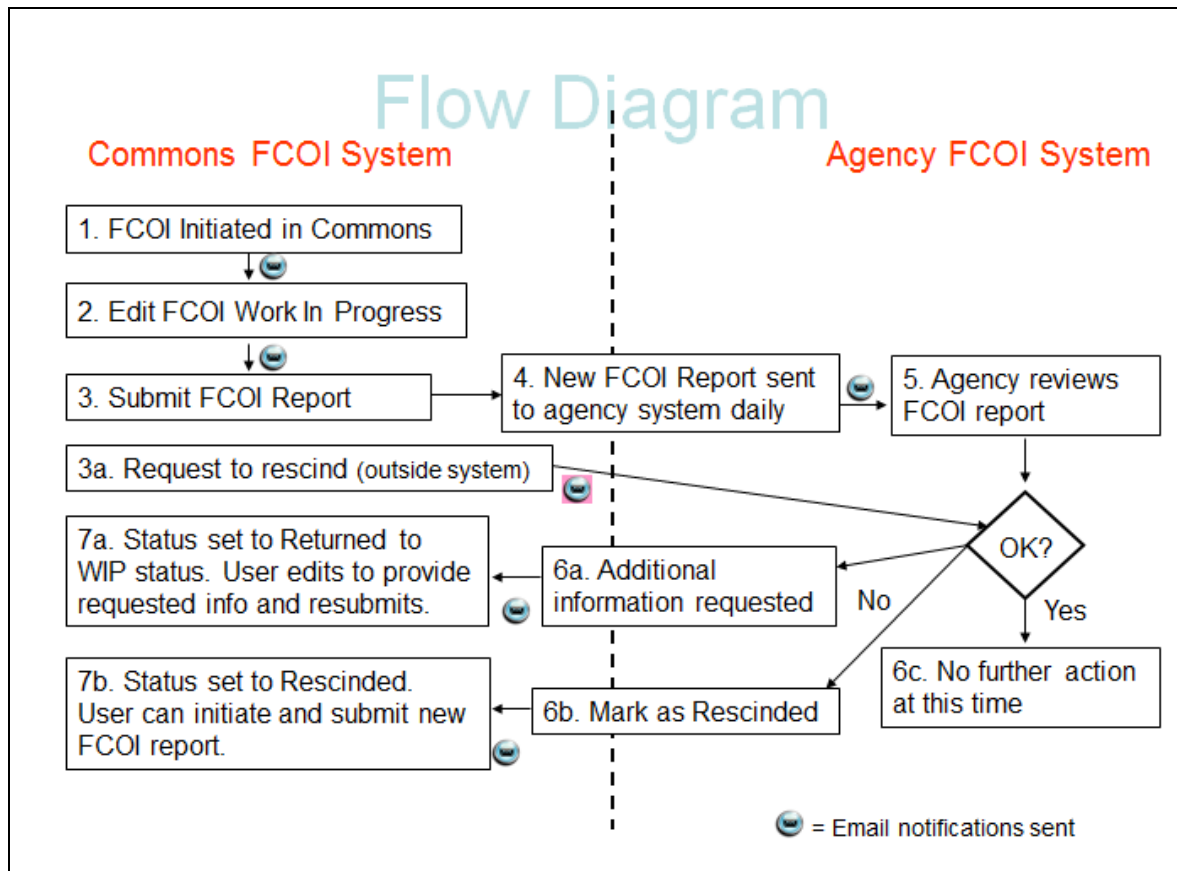 Flow Diagram
Commons FCOI System
Agency FCOI System
1. FCOI Initiated in Commons
2. Edit FCOI Work In Progress
3. Submit FCOI Report
4. New FCOI Report sent
to agency system daily
5. Agency reviews
FCOI report
3a. Request to rescind (outside system)
OK?
7a. Status set to Returned to
WIP status. User edits to provide
requested info and resubmits.
6a. Additional
information requested
No
Yes
7b. Status set to Rescinded.
User can initiate and submit new
FCOI report.
6b. Mark as Rescinded
6c. No further action
at this time
= Email notifications sent